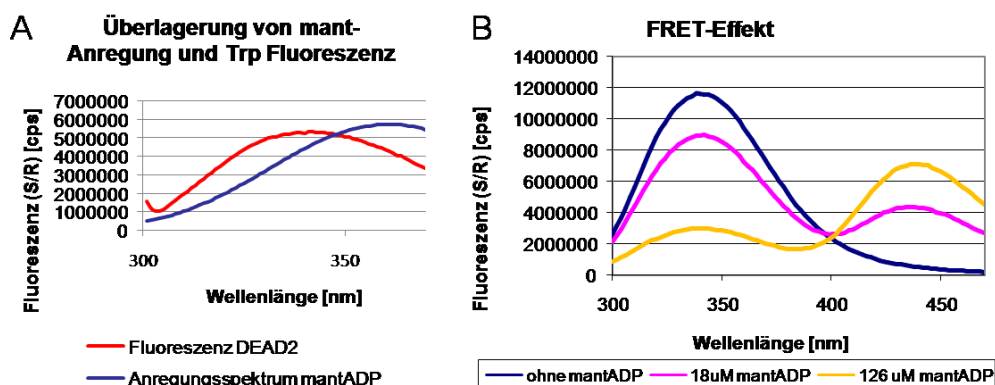 A
Überlagerung von mant-
Anregung und Trp Fluoreszenz
Fluoreszenz (S/R) [cps]
7000000
6000000
5000000
4000000
3000000
2000000
1000000
0
300
350
Wellenlänge [nm]
Fluoreszenz DEAD2
Anregungsspektrum mantADP
B
FRET-Effekt
Fluoreszenz (S/R) [cps]
14000000
12000000
10000000
8000000
6000000
4000000
2000000
0
300
350
400
450
Wellenlänge [nm]
ohne mantADP
18uM mantADP
126 uM mantADP